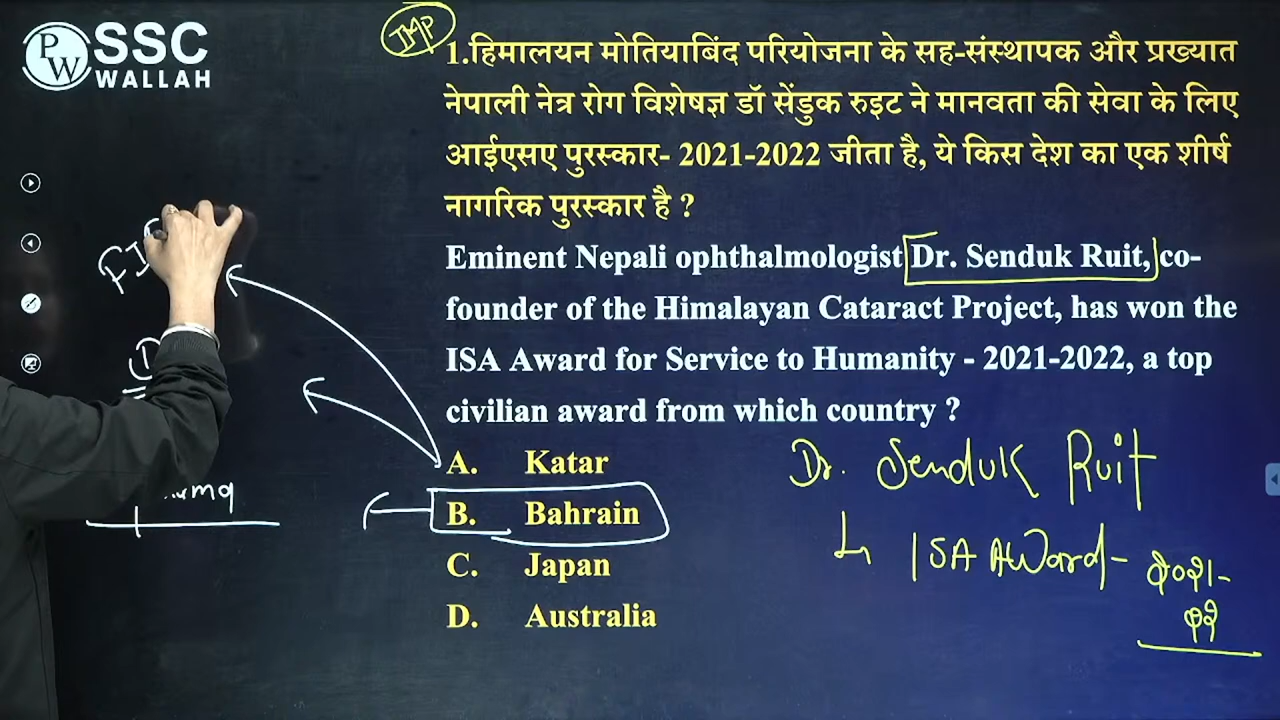 SSC
WALLAH
PW
IMP
1.हिमालयन मोतियाबिंद परियोजना के सह-संस्थापक और प्रख्यात
नेपाली नेत्र रोग विशेषज्ञ डॉ सेंडुक रुइट ने मानवता की सेवा के लिए
आईएसए पुरस्कार- 2021-2022 जीता है, ये किस देश का एक शीर्ष
नागरिक पुरस्कार है ?
Eminent Nepali ophthalmologist Dr. Senduk Ruit, co-
founder of the Himalayan Cataract Project, has won the
ISA Award for Service to Humanity - 2021-2022, a top
civilian award from which country ?
A. Katar
B. Bahrain
C. Japan
D. Australia
Dr. Senduk Ruit
ISA AWard-